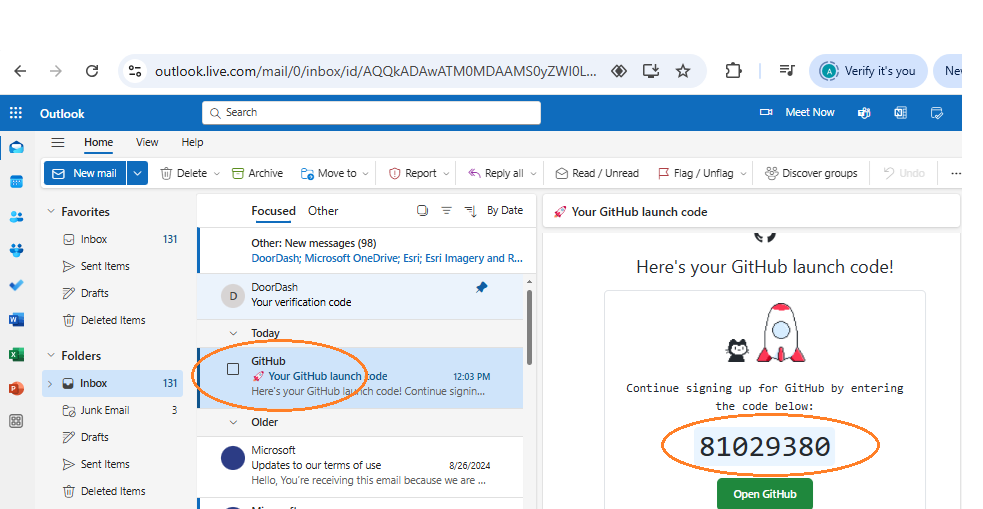 outlook.live.com/mail/0/inbox/id/AQQkADAwATM0MDAAMS0yZWI0L...
Verify it's you
Outlook
Search
Meet Now
Home View Help
New mail Delete Archive Move to Report Reply all Read / Unread Flag / Unflag Discover groups Undo ...
Favorites
Inbox 131
Sent Items
Drafts
Deleted Items
Folders
Inbox 131
Junk Email 3
Drafts
Sent Items
Deleted Items
Focused Other By Date
Other: New messages (98)
DoorDash; Microsoft OneDrive; Esri; Esri Imagery and R...
D
DoorDash
Your verification code
Today
GitHub
🚀 Your GitHub launch code 12:03 PM
Here's your GitHub launch code! Continue signin...
Older
Microsoft
Updates to our terms of use 8/26/2024
Hello, You're receiving this email because we are ...
🚀 Your GitHub launch code
Here's your GitHub launch code!
Continue signing up for GitHub by entering
the code below:
81029380
Open GitHub